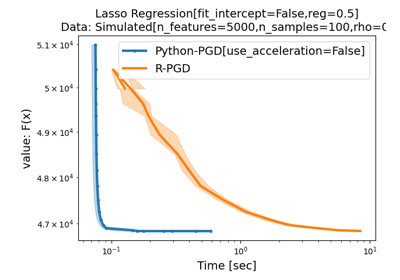 Lasso Regression[fit_intercept=False,reg=0.5]
Data: Simulated[n_features=5000,n_samples=100,rho=0
Python-PGD[use_acceleration=False]
R-PGD
value: F(x)
5.1 × 10⁴
5 × 10⁴
4.9 × 10⁴
4.8 × 10⁴
4.7 × 10⁴
10⁻¹ 10⁰ 10¹
Time [sec]